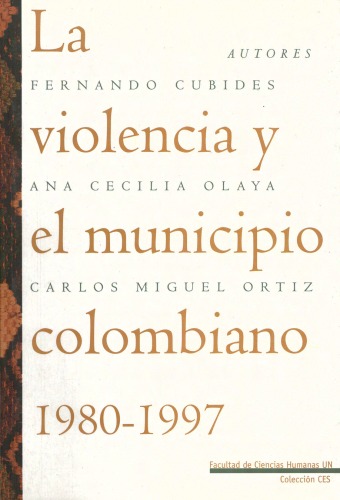 La
AUTORES
FERNANDO CUBIDES
violencia y
ANA CECILIA OLAYA
el municipio
CARLOS MIGUEL ORTIZ
colombiano
1980-1997
Facultad de Ciencias Humanas UN
Colección CES